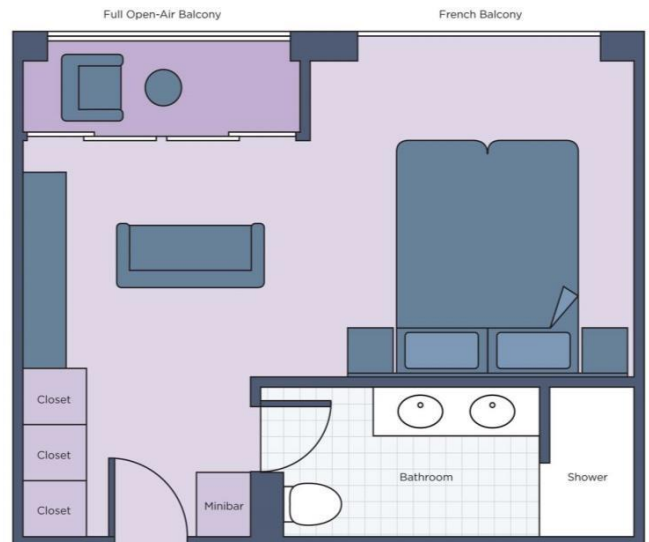 Full Open-Air Balcony
French Balcony
Closet
Closet
Closet
Minibar
Bathroom
Shower